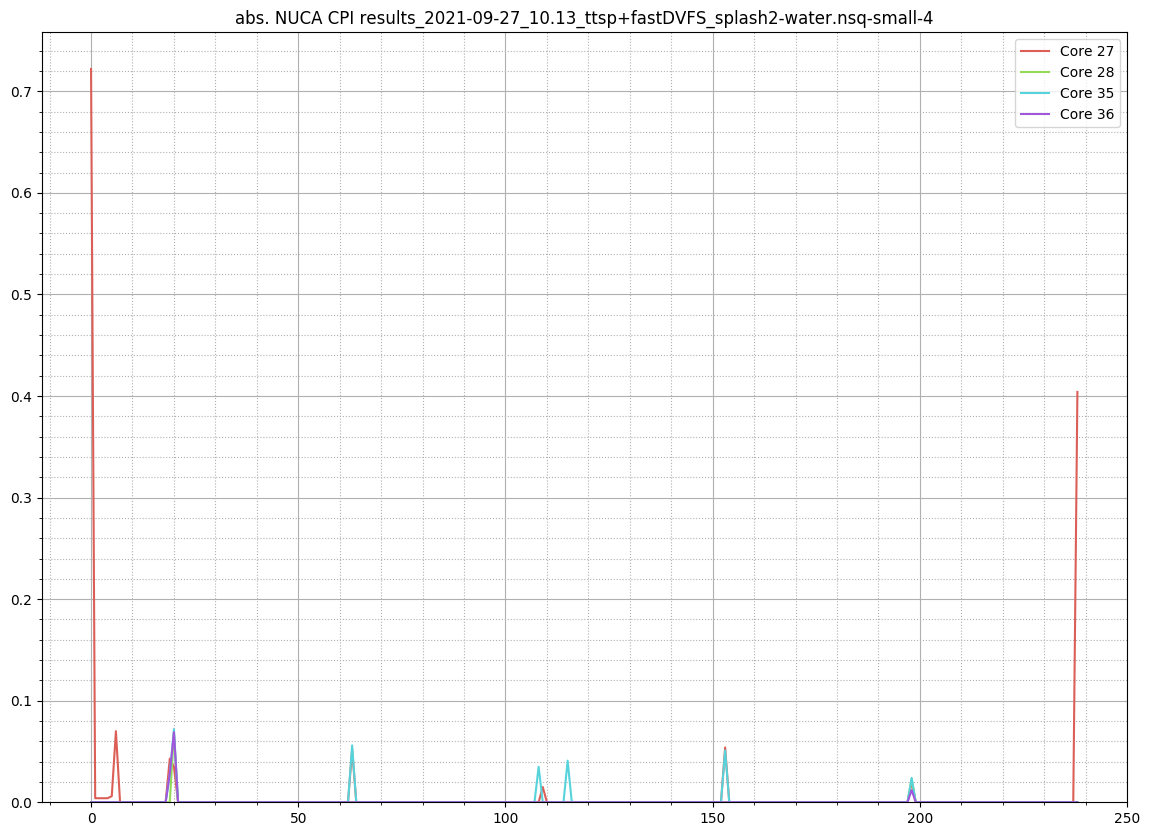 abs. NUCA CPI results_2021-09-27_10.13_ttsp+fastDVFS_splash2-water.nsq-small-4
Core 27
Core 28
Core 35
Core 36
0.7
0.6
0.5
0.4
0.3
0.2
0.1
0.0
0
50
100
150
200
250